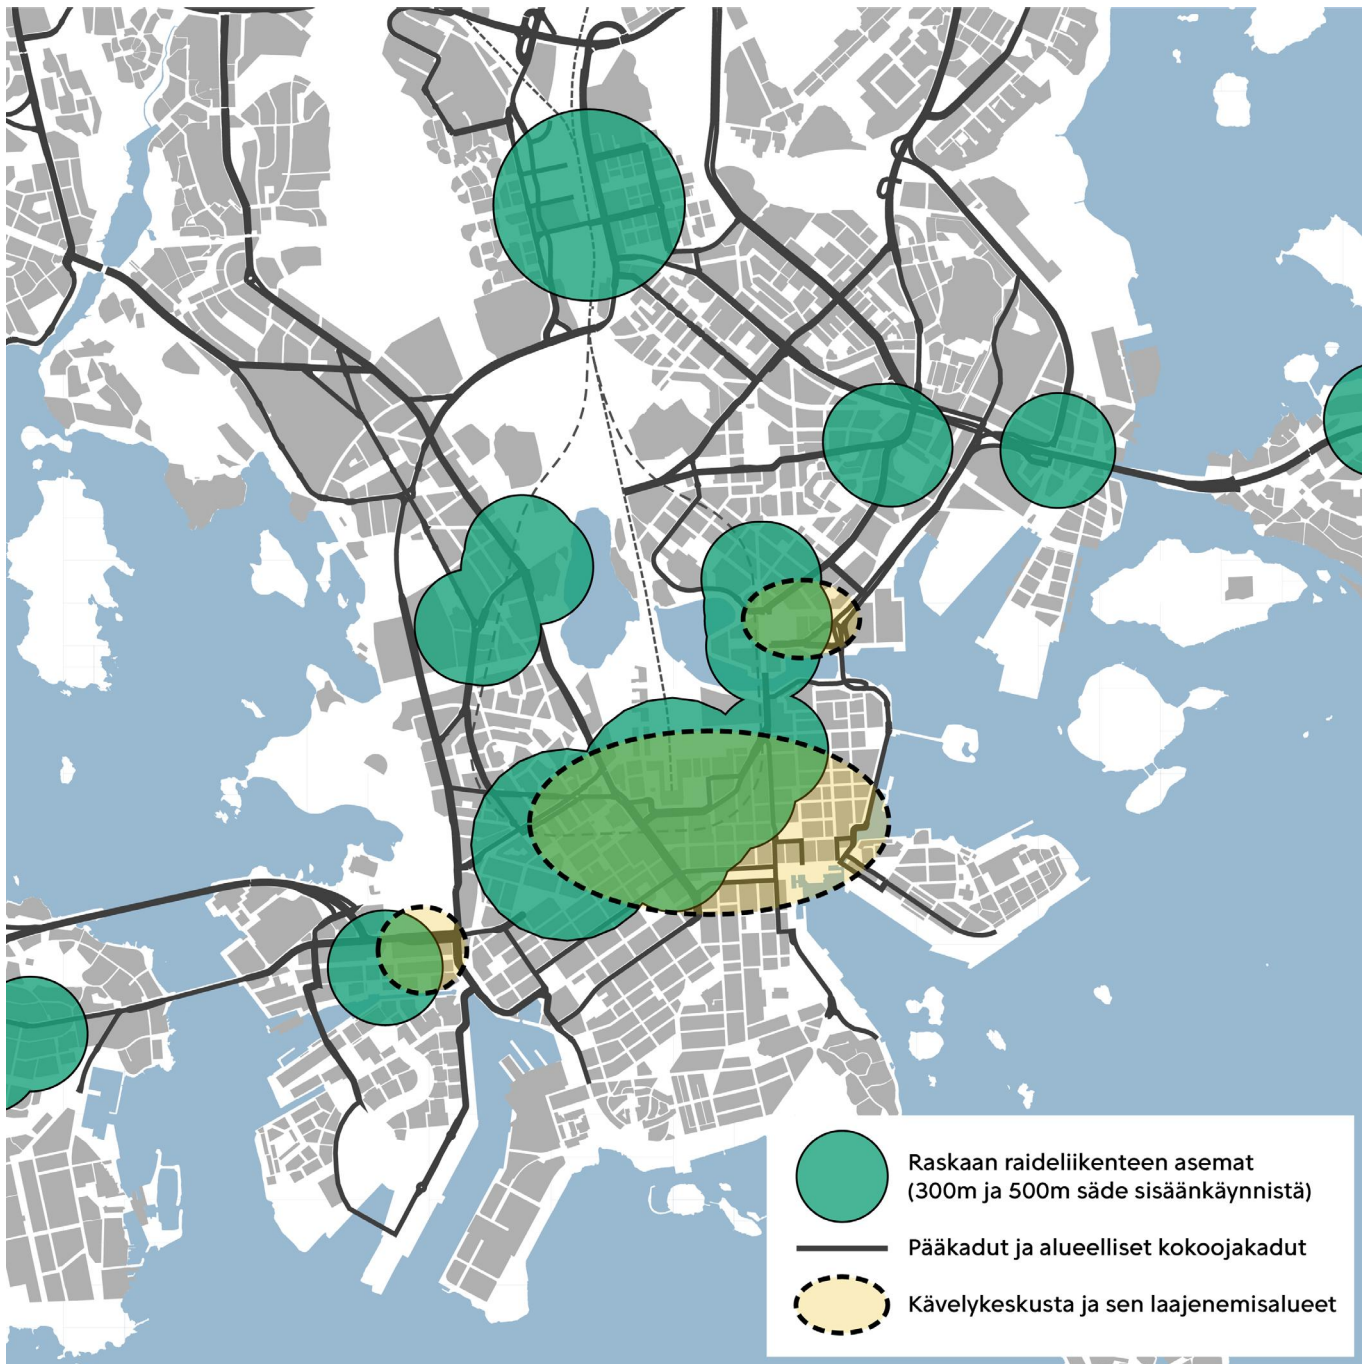 Raskaan raideliikenteen asemat
(300m ja 500m säde sisäänkäynnistä)
Pääkadut ja alueelliset kokoojakadut
Kävelykeskusta ja sen laajenemisalueet